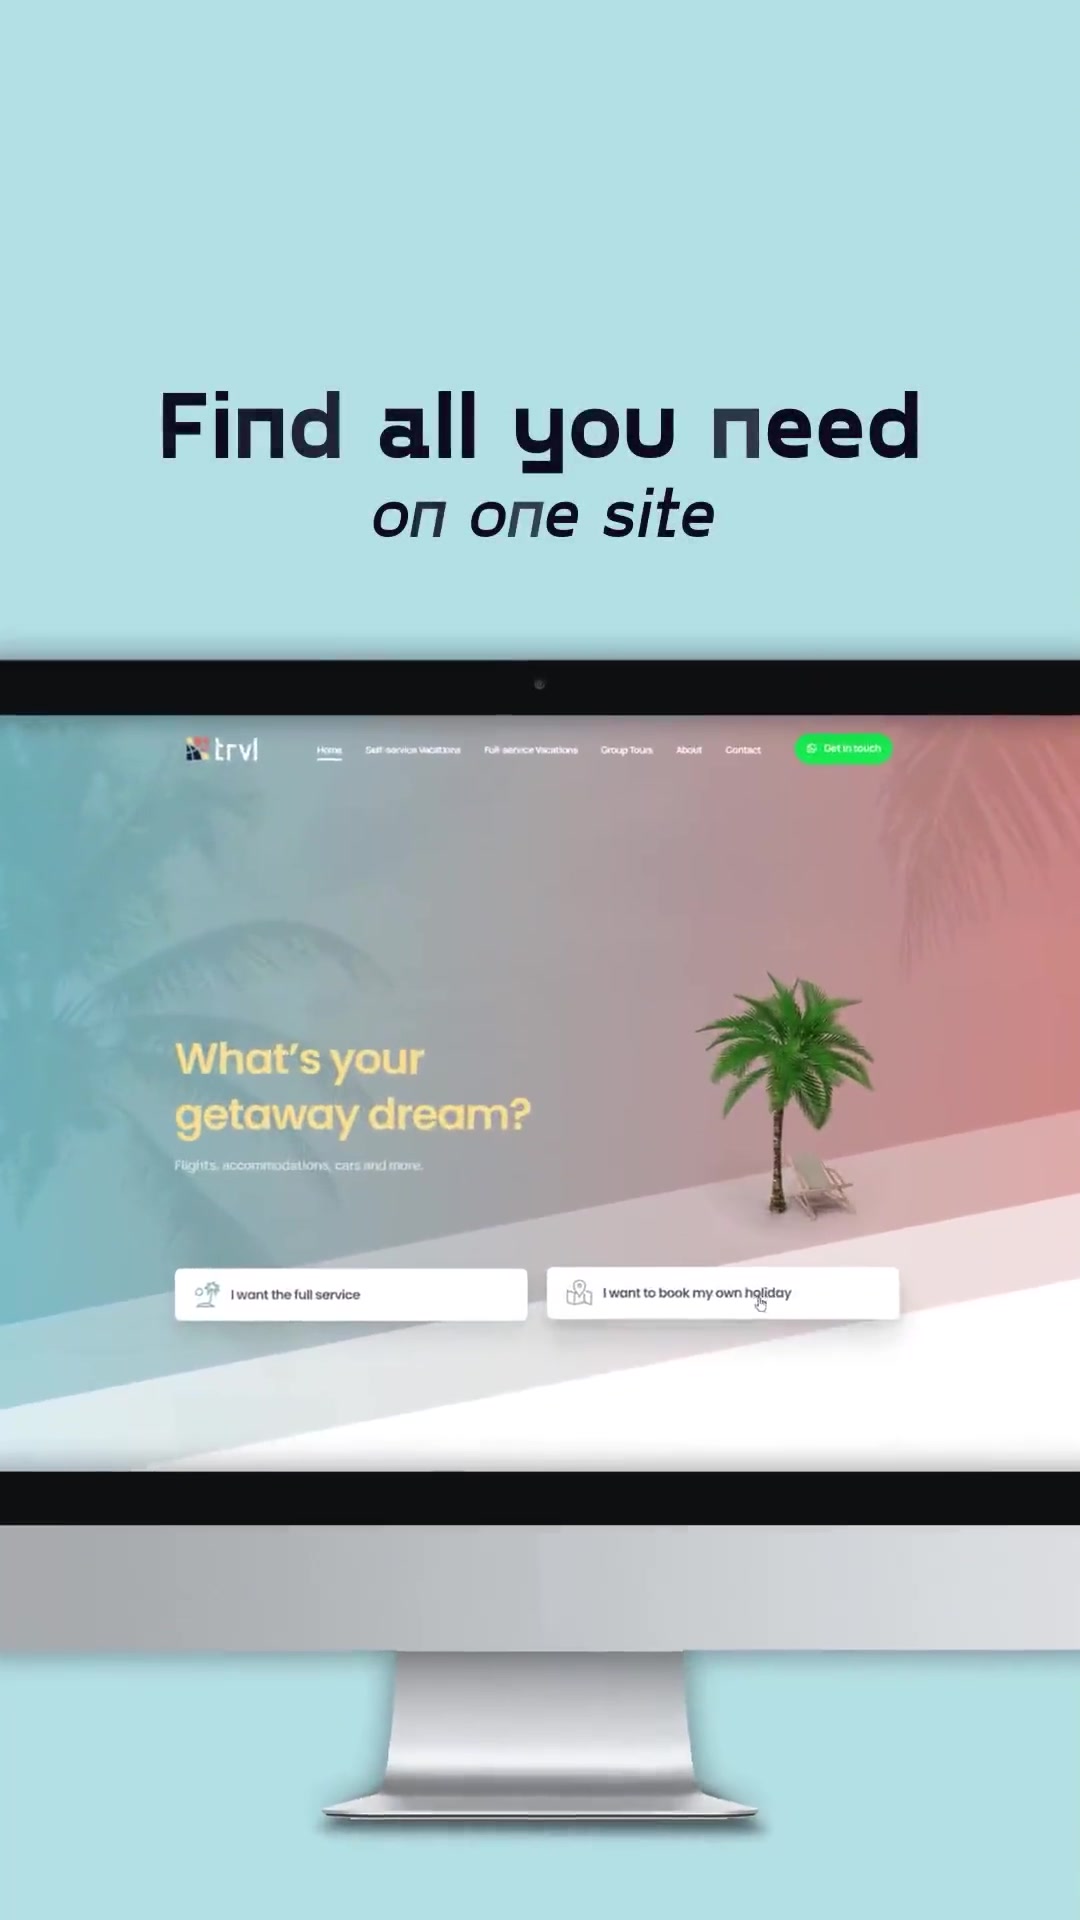 Find all you need
on one site
trvl
Home Self-service Vacations Full-service Vacations Group Tours About Contact Get in touch
What's your
getaway dream?
Flights, accommodations, cars and more.
I want the full service
I want to book my own holiday